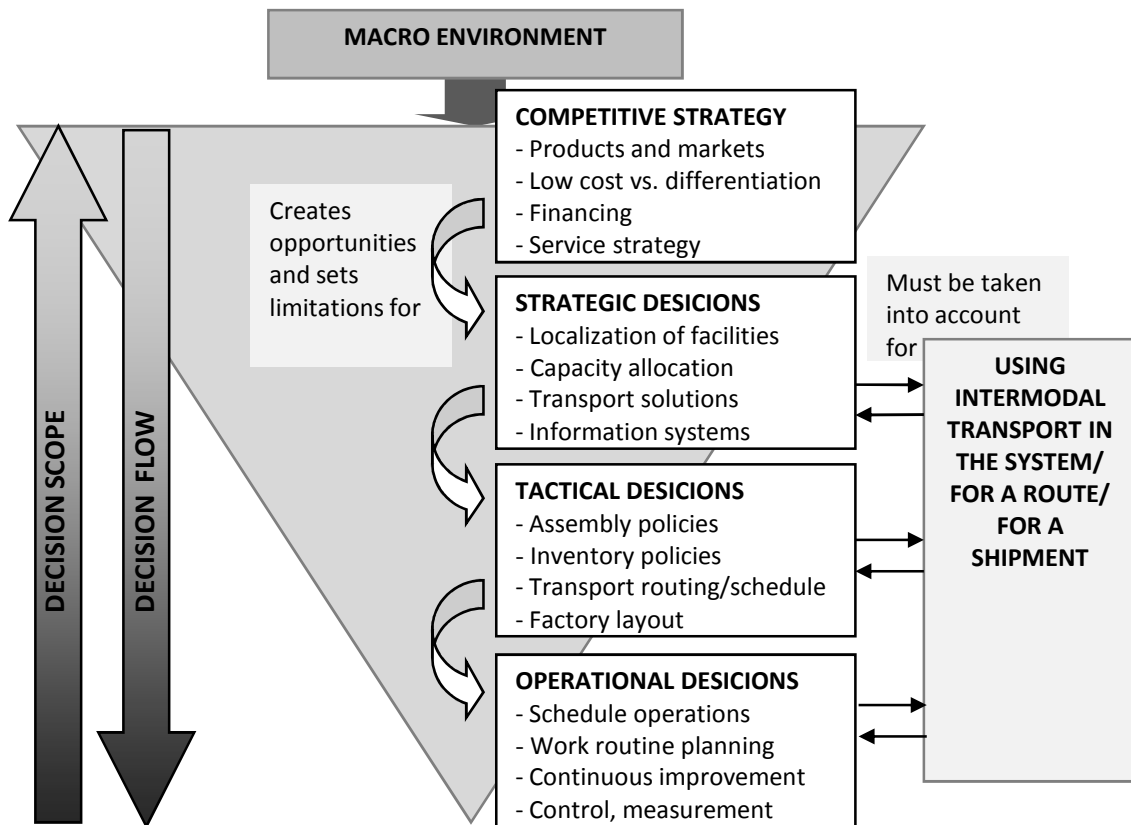 MACRO ENVIRONMENT
COMPETITIVE STRATEGY
- Products and markets
- Low cost vs. differentiation
- Financing
- Service strategy
Creates
opportunities
and sets
limitations for
STRATEGIC DESICIONS
- Localization of facilities
- Capacity allocation
- Transport solutions
- Information systems
Must be taken
into account
for
USING
INTERMODAL
TRANSPORT IN
THE SYSTEM/
FOR A ROUTE/
FOR A
SHIPMENT
TACTICAL DESICIONS
- Assembly policies
- Inventory policies
- Transport routing/schedule
- Factory layout
OPERATIONAL DESICIONS
- Schedule operations
- Work routine planning
- Continuous improvement
- Control, measurement
DECISION SCOPE
DECISION FLOW